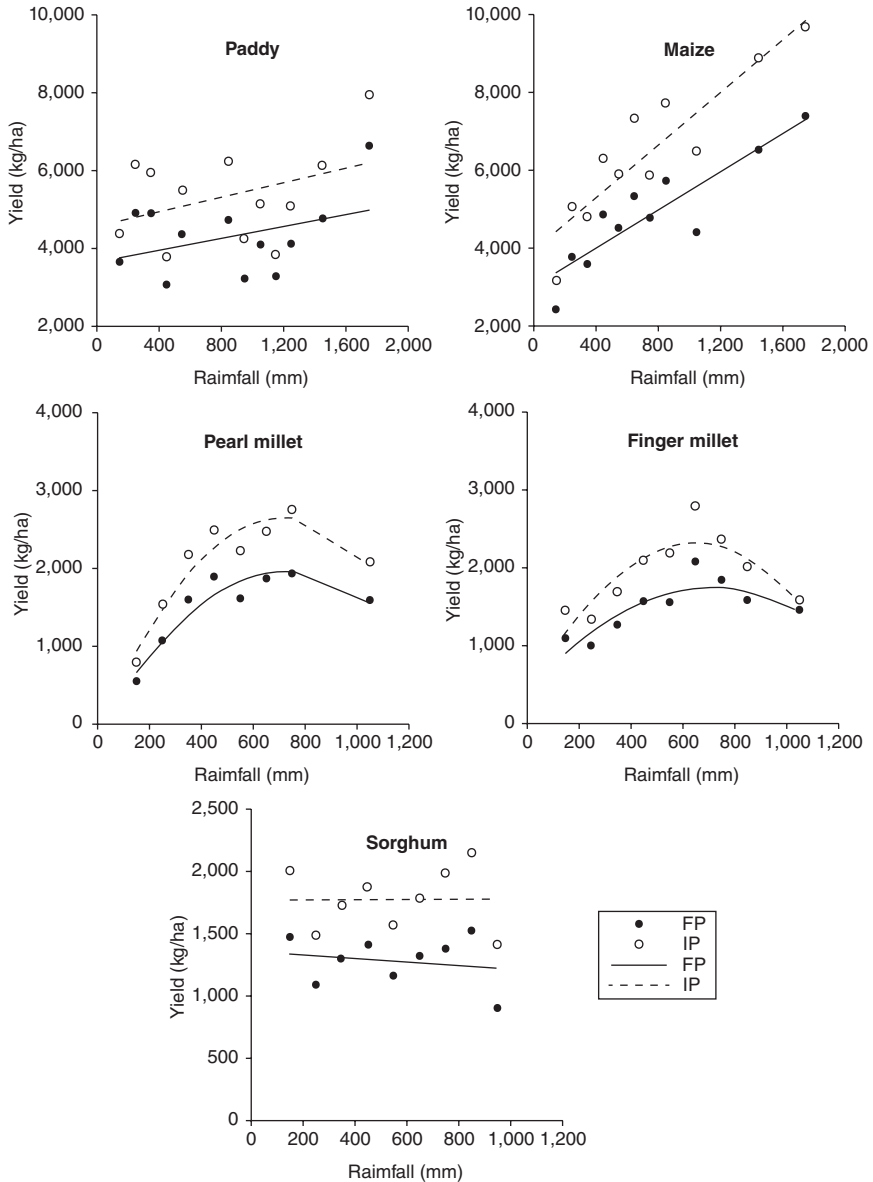 Paddy
Yield (kg/ha)
10,000
8,000
6,000
4,000
2,000
0 400 800 1,200 1,600 2,000
Raimfall (mm)
Maize
Yield (kg/ha)
10,000
8,000
6,000
4,000
2,000
0 400 800 1,200 1,600 2,000
Raimfall (mm)
Pearl millet
Yield (kg/ha)
4,000
3,000
2,000
1,000
0
0 200 400 600 800 1,000 1,200
Raimfall (mm)
Finger millet
Yield (kg/ha)
4,000
3,000
2,000
1,000
0
0 200 400 600 800 1,000 1,200
Raimfall (mm)
Sorghum
Yield (kg/ha)
2,500
2,000
1,500
1,000
500
0
0 200 400 600 800 1,000 1,200
Raimfall (mm)
FP
IP
FP
IP